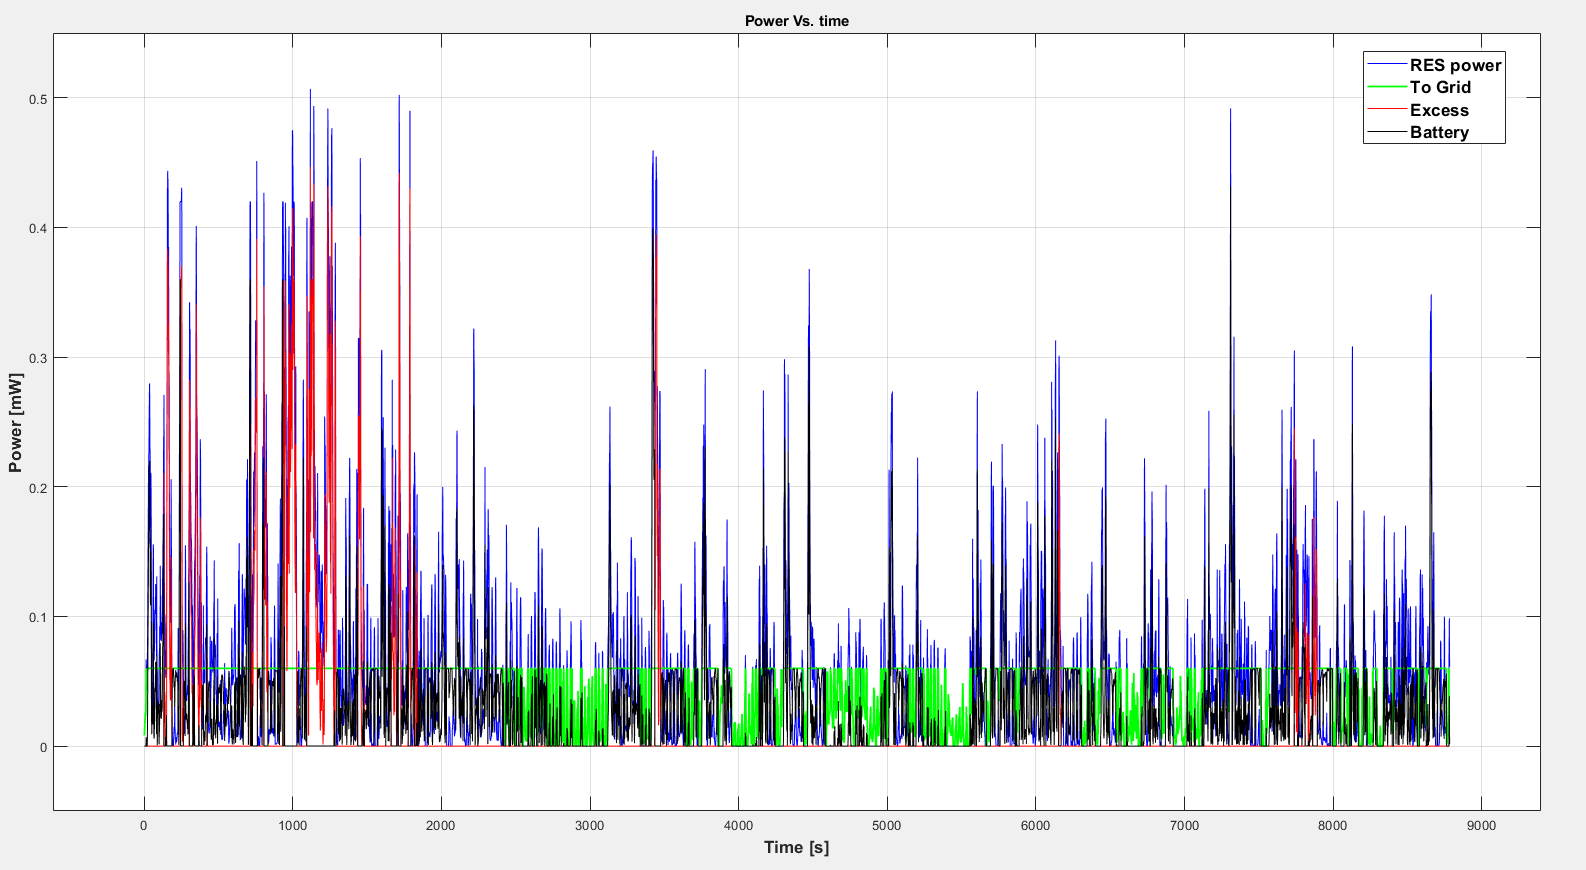 Power Vs. time
RES power
To Grid
Excess
Battery
Power [mW]
0.5
0.4
0.3
0.2
0.1
0
0 1000 2000 3000 4000 5000 6000 7000 8000 9000
Time [s]